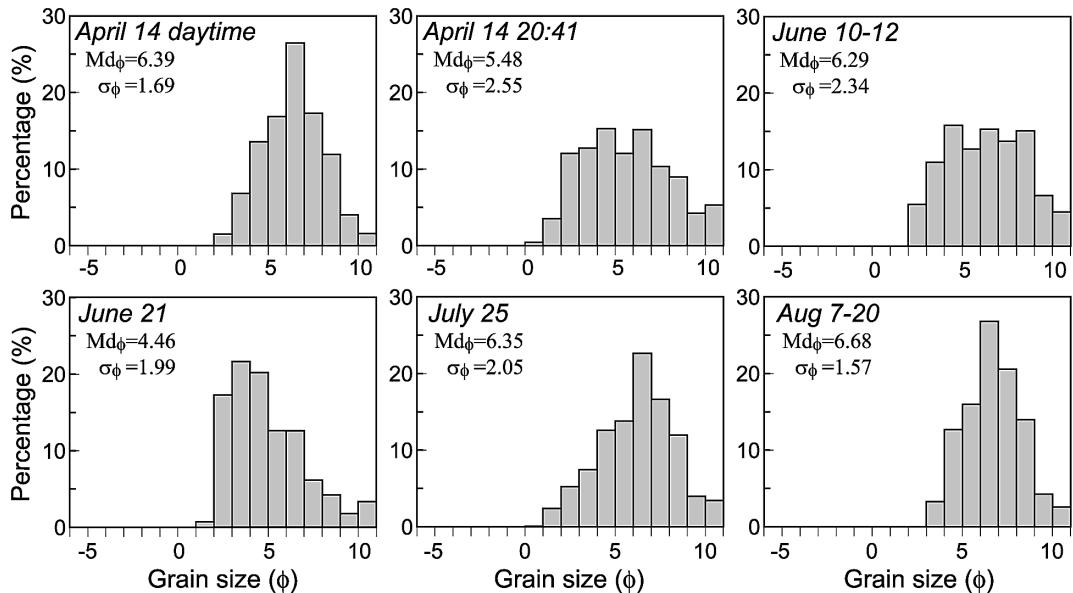 April 14 daytime
Mdϕ=6.39
σϕ=1.69
Percentage (%)
30
20
10
0
-5
0
5
10
April 14 20:41
Mdϕ=5.48
σϕ=2.55
30
20
10
0
-5
0
5
10
June 10-12
Mdϕ=6.29
σϕ=2.34
30
20
10
0
-5
0
5
10
June 21
Mdϕ=4.46
σϕ=1.99
Percentage (%)
30
20
10
0
-5
0
5
10
Grain size (ϕ)
July 25
Mdϕ=6.35
σϕ=2.05
30
20
10
0
-5
0
5
10
Grain size (ϕ)
Aug 7-20
Mdϕ=6.68
σϕ=1.57
30
20
10
0
-5
0
5
10
Grain size (ϕ)